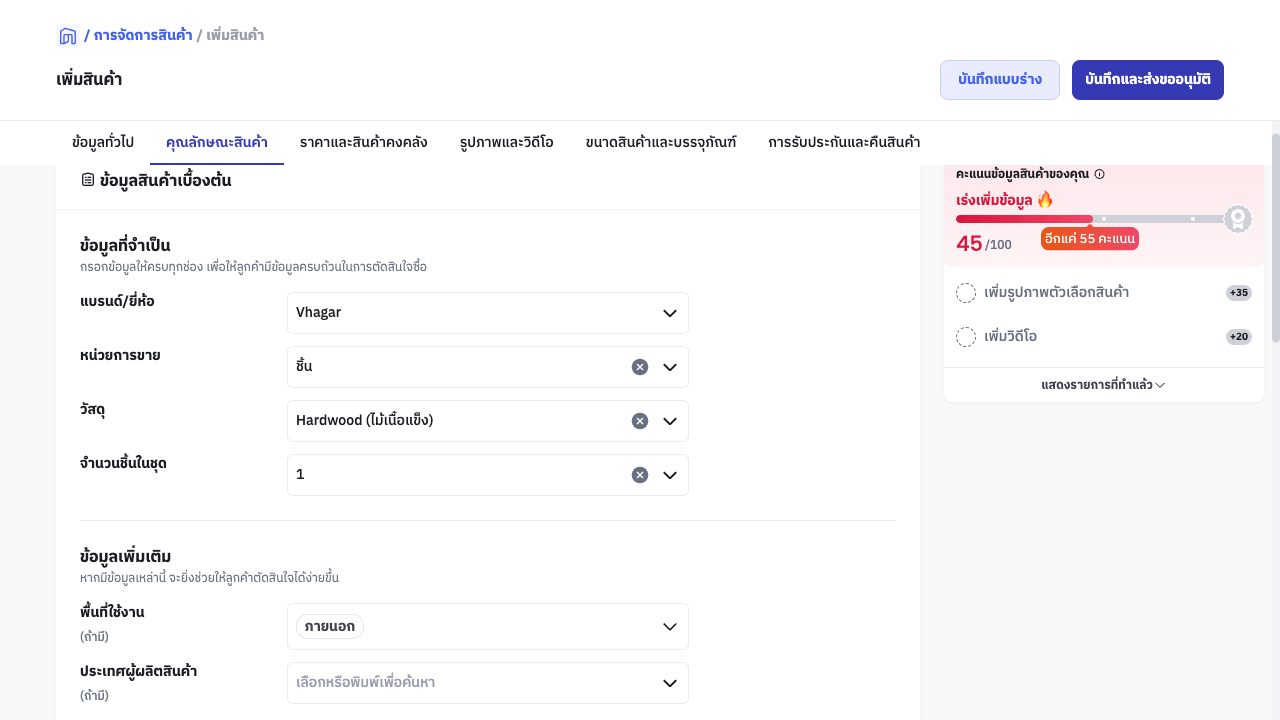 / การจัดการสินค้า / เพิ่มสินค้า
เพิ่มสินค้า
บันทึกแบบร่าง
บันทึกและส่งขออนุมัติ
ข้อมูลทั่วไป
คุณลักษณะสินค้า
ราคาและสินค้าคงคลัง
รูปภาพและวิดีโอ
ขนาดสินค้าและบรรจุภัณฑ์
การรับประกันและคืนสินค้า
ข้อมูลสินค้าเบื้องต้น
ข้อมูลที่จำเป็น
กรอกข้อมูลให้ครบทุกช่อง เพื่อให้ลูกค้ามีข้อมูลครบถ้วนในการตัดสินใจซื้อ
แบรนด์/ยี่ห้อ
Vhagar
หน่วยการขาย
ชิ้น
วัสดุ
Hardwood (ไม้เนื้อแข็ง)
จำนวนชิ้นในชุด
1
ข้อมูลเพิ่มเติม
หากมีข้อมูลเหล่านี้ จะยิ่งช่วยให้ลูกค้าตัดสินใจได้ง่ายขึ้น
พื้นที่ใช้งาน
(ถ้ามี)
ภายนอก
ประเทศผู้ผลิตสินค้า
(ถ้ามี)
เลือกหรือพิมพ์เพื่อค้นหา
คะแนนข้อมูลสินค้าของคุณ
เร่งเพิ่มข้อมูล 🔥
45/100
อีกแค่ 55 คะแนน
เพิ่มรูปภาพตัวเลือกสินค้า
+35
เพิ่มวิดีโอ
+20
แสดงรายการที่ทำแล้ว